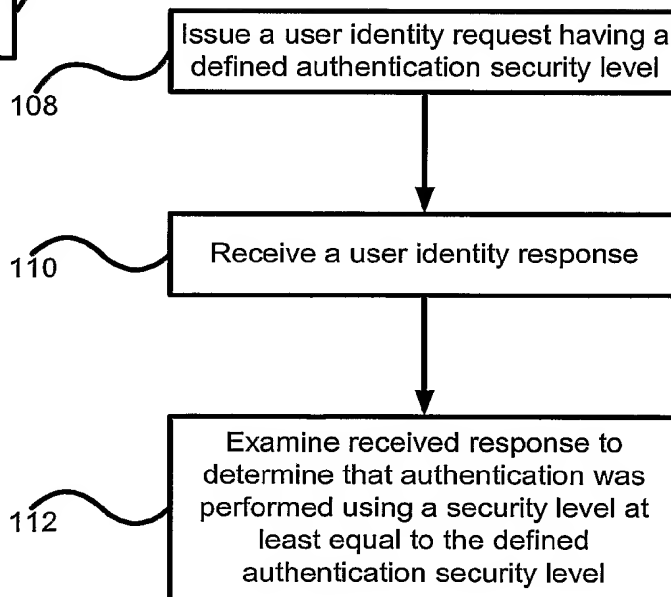 Issue a user identity request having a
defined authentication security level
108
Receive a user identity response
110
Examine received response to
determine that authentication was
performed using a security level at
least equal to the defined
authentication security level
112